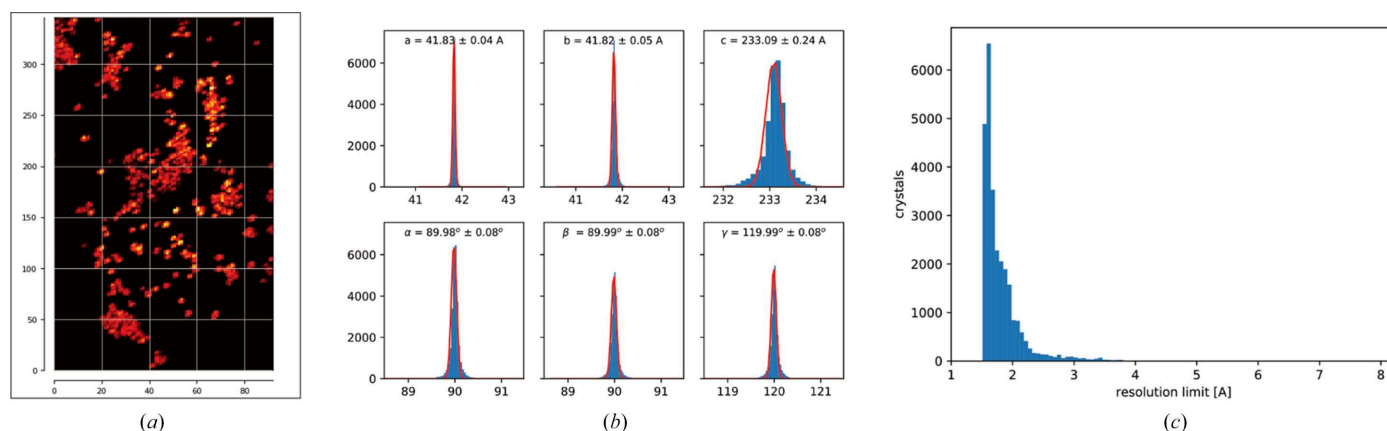 300
250
200
150
100
50
0
0 20 40 60 80
(a)
a = 41.83 ± 0.04 A
b = 41.82 ± 0.05 A
c = 233.09 ± 0.24 A
6000
4000
2000
0
41 42 43
41 42 43
232 233 234
α = 89.98° ± 0.08°
β = 89.99° ± 0.08°
γ = 119.99° ± 0.08°
6000
4000
2000
0
89 90 91
89 90 91
119 120 121
(b)
crystals
6000
5000
4000
3000
2000
1000
0
1 2 3 4 5 6 7 8
resolution limit [A]
(c)